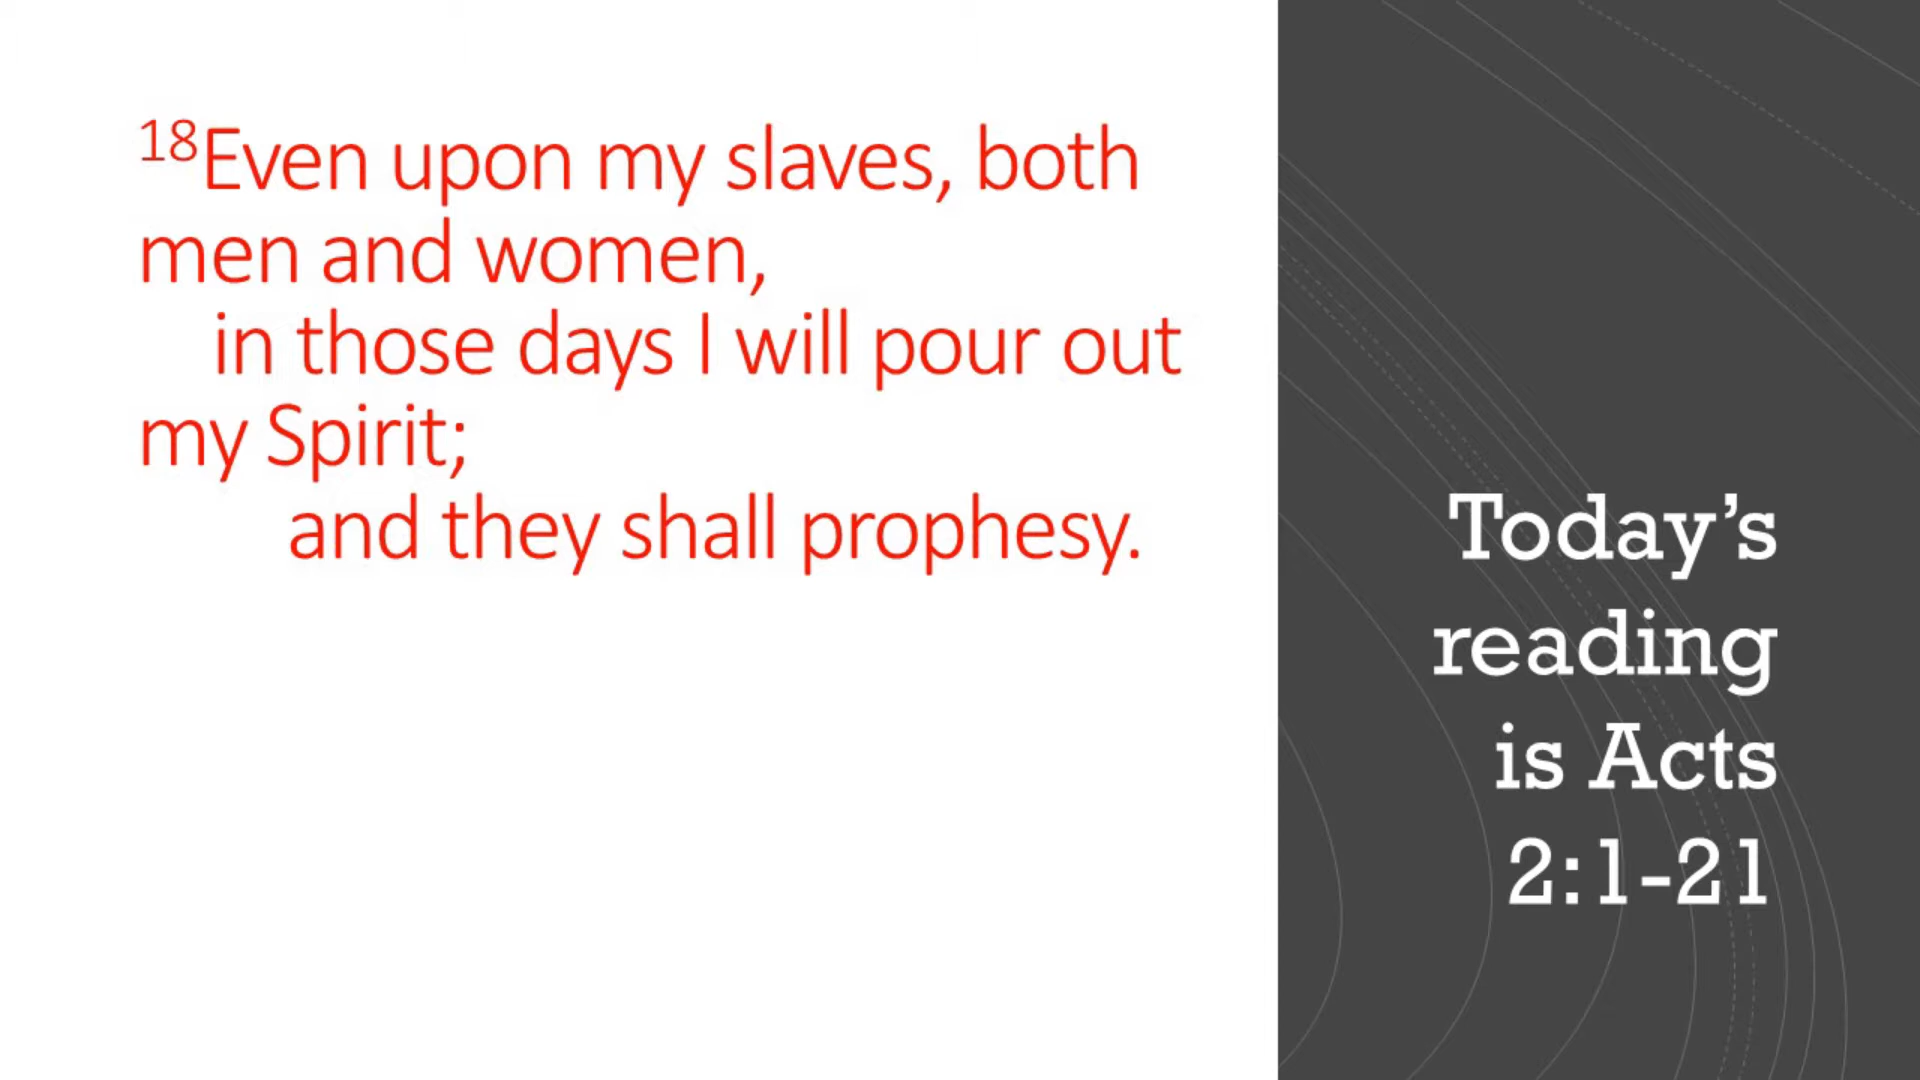 18Even upon my slaves, both
men and women,
in those days I will pour out
my Spirit;
and they shall prophesy.
Today’s
reading
is Acts
2:1-21